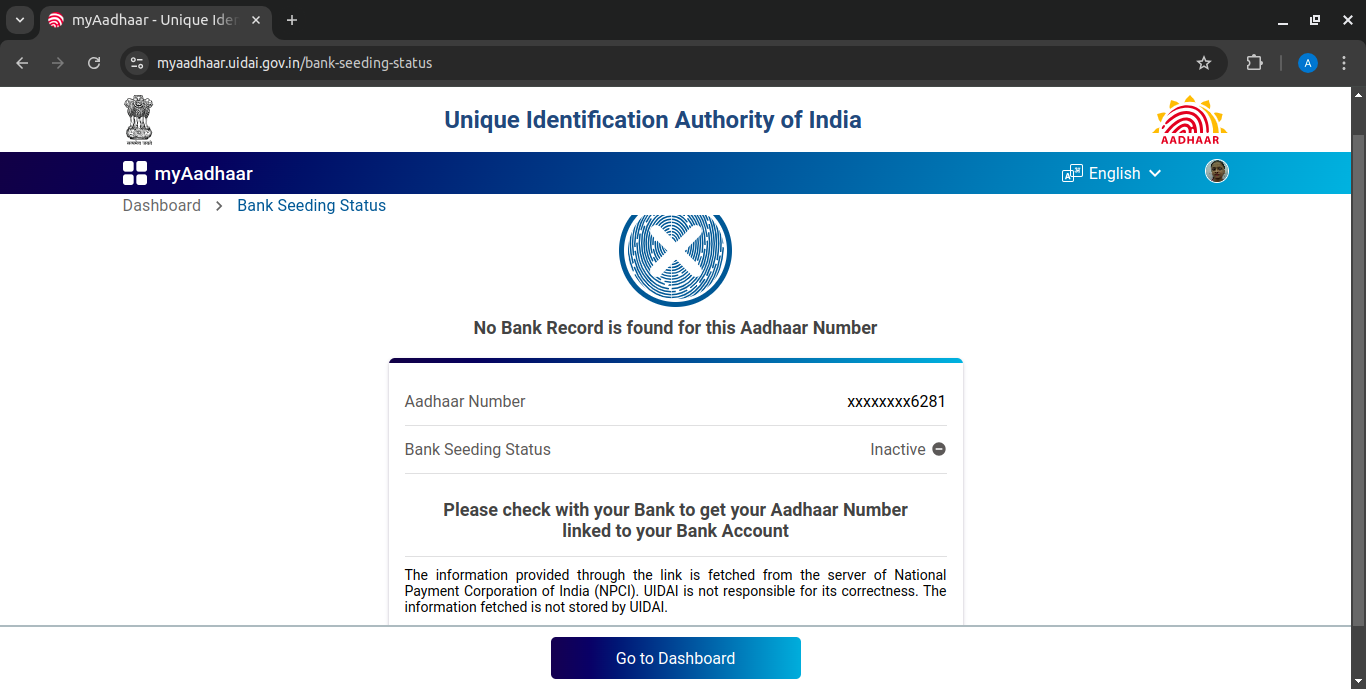 myAadhaar - Unique Ider
myaadhaar.uidai.gov.in/bank-seeding-status
A
सत्यमेव जयते
Unique Identification Authority of India
AADHAAR
myAadhaar
English
Dashboard > Bank Seeding Status
No Bank Record is found for this Aadhaar Number
Aadhaar Number xxxxxxxx6281
Bank Seeding Status Inactive
Please check with your Bank to get your Aadhaar Number
linked to your Bank Account
The information provided through the link is fetched from the server of National
Payment Corporation of India (NPCI). UIDAI is not responsible for its correctness. The
information fetched is not stored by UIDAI.
Go to Dashboard